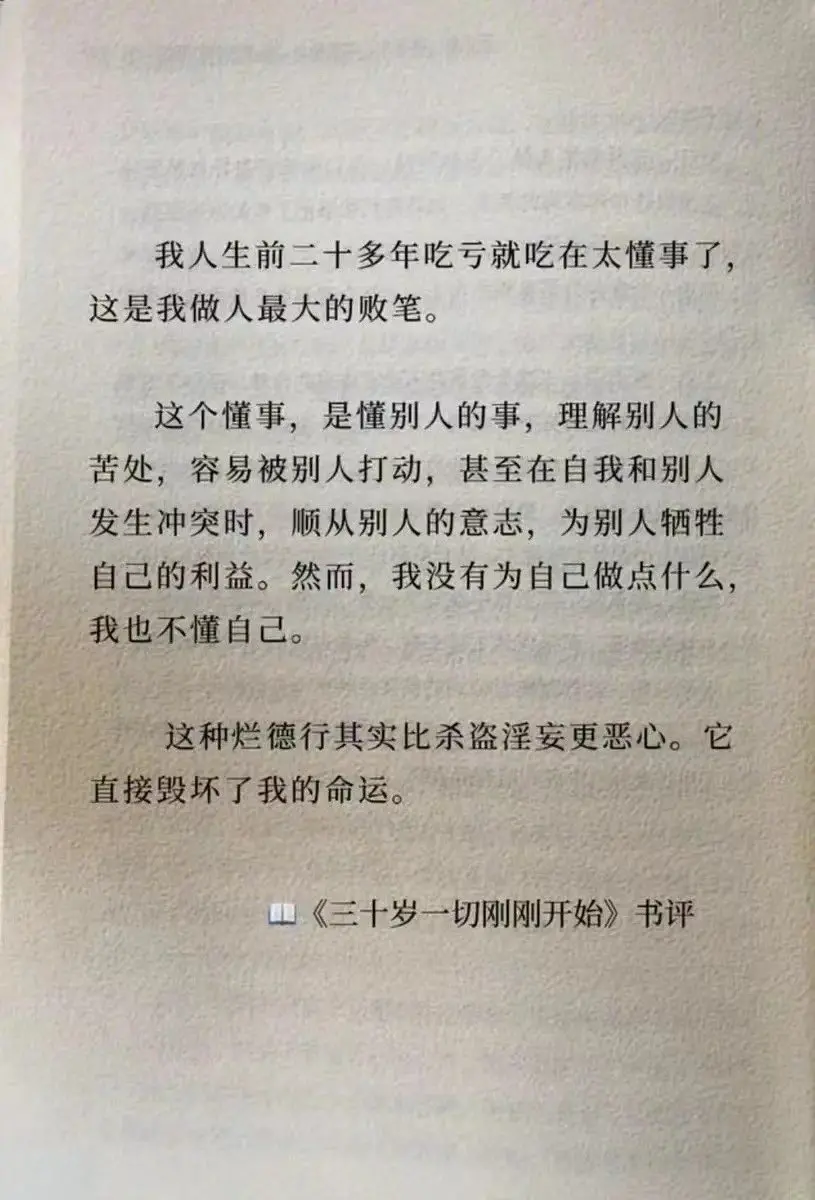 我人生前二十多年吃亏就吃在太懂事了，
这是我做人最大的败笔。
这个懂事，是懂别人的事，理解别人的
苦处，容易被别人打动，甚至在自我和别人
发生冲突时，顺从别人的意志，为别人牺牲
自己的利益。然而，我没有为自己做点什么，
我也不懂自己。
这种烂德行其实比杀盗淫妄更恶心。它
直接毁坏了我的命运。
📖《三十岁一切刚刚开始》书评